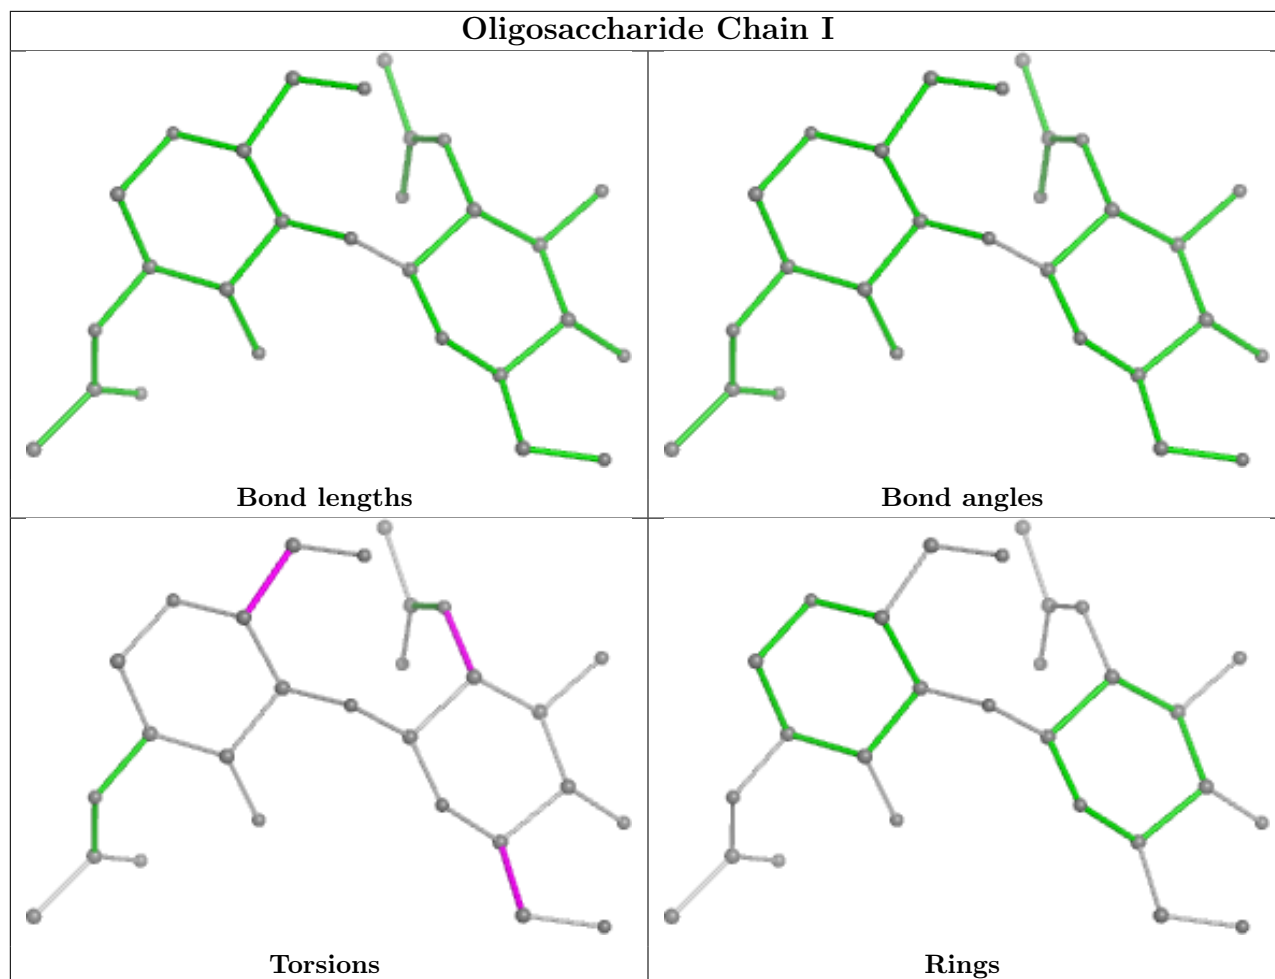 Oligosaccharide Chain I
Bond lengths
Bond angles
Torsions
Rings